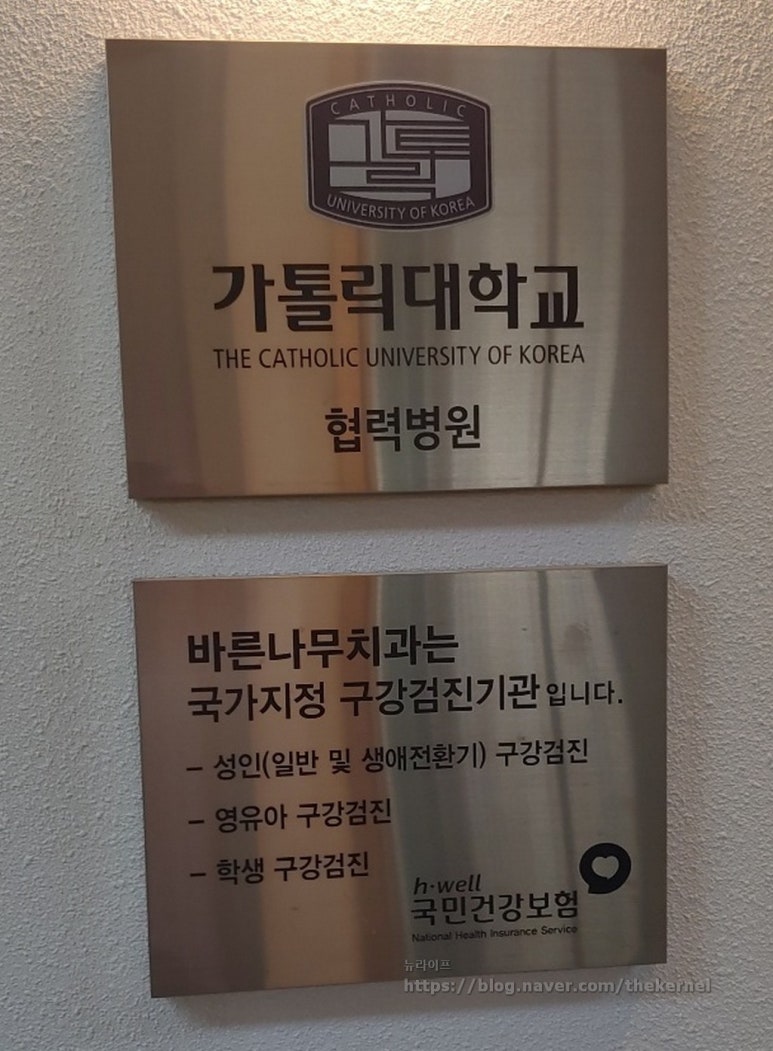 CATHOLIC
가톨릭
UNIVERSITY OF KOREA
가톨릭대학교
THE CATHOLIC UNIVERSITY OF KOREA
협력병원
바른나무치과는
국가지정 구강검진기관입니다.
- 성인(일반 및 생애전환기) 구강검진
- 영유아 구강검진
- 학생 구강검진
h·well
국민건강보험
National Health Insurance Service
뉴라이프
https://blog.naver.com/thekernel